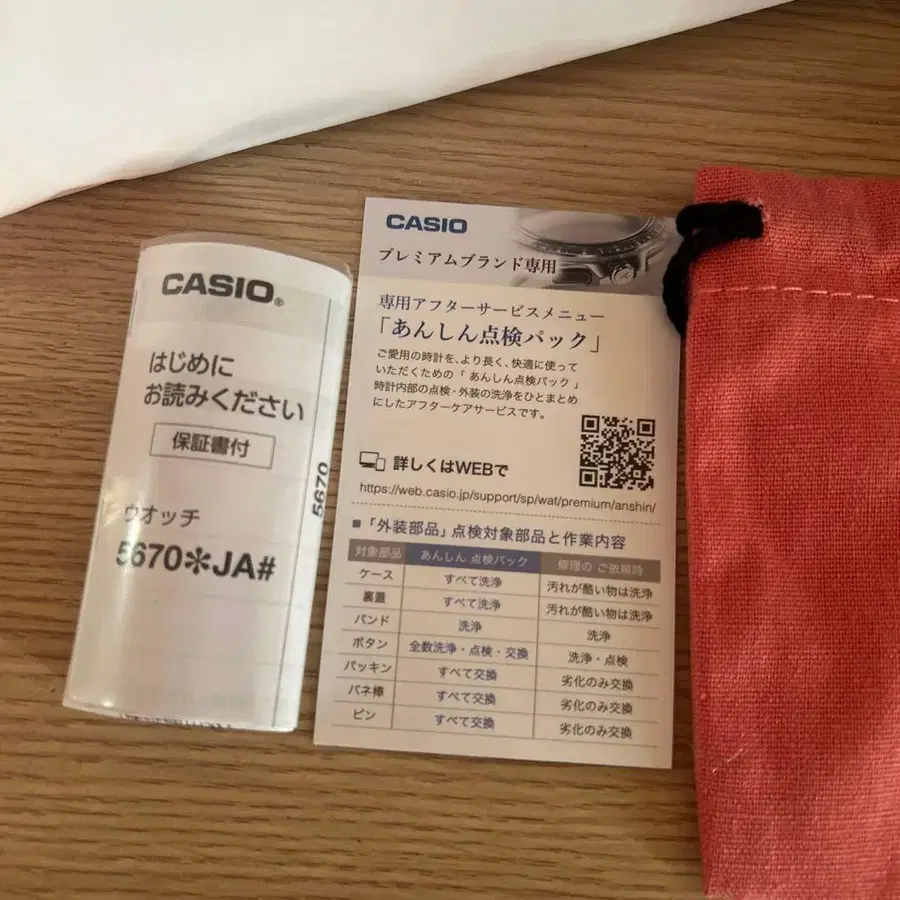 CASIO®
はじめに
お読みください
保証書付
ウオッチ
5670✻JA#
5670
CASIO
プレミアムブランド専用
専用アフターサービスメニュー
「あんしん点検パック」
ご愛用の時計を、より長く、快適に使って
いただくための「 あんしん点検パック 」
時計内部の点検・外装の洗浄をひとまとめ
にしたアフターケアサービスです。
詳しくはWEBで
https://web.casio.jp/support/sp/wat/premium/anshin/
■「外装部品」点検対象部品と作業内容
対象部品 あんしん 点検パック 修理の ご依頼時
ケース すべて洗浄 汚れが酷い物は洗浄
裏蓋 すべて洗浄 汚れが酷い物は洗浄
バンド 洗浄 洗浄
ボタン 全数洗浄・点検・交換 洗浄・点検
パッキン すべて交換 劣化のみ交換
バネ棒 すべて交換 劣化のみ交換
ピン すべて交換 劣化のみ交換